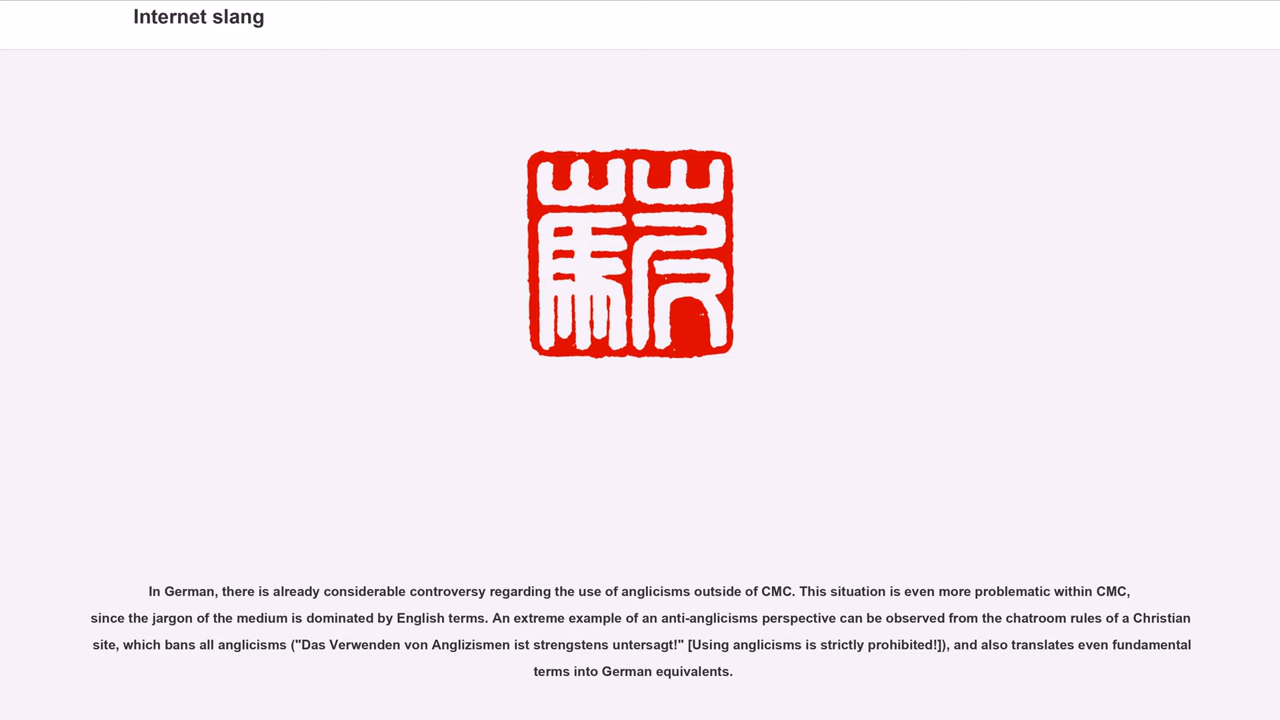 Internet slang
In German, there is already considerable controversy regarding the use of anglicisms outside of CMC. This situation is even more problematic within CMC,
since the jargon of the medium is dominated by English terms. An extreme example of an anti-anglicisms perspective can be observed from the chatroom rules of a Christian
site, which bans all anglicisms ("Das Verwenden von Anglizismen ist strengstens untersagt!" [Using anglicisms is strictly prohibited!]), and also translates even fundamental
terms into German equivalents.